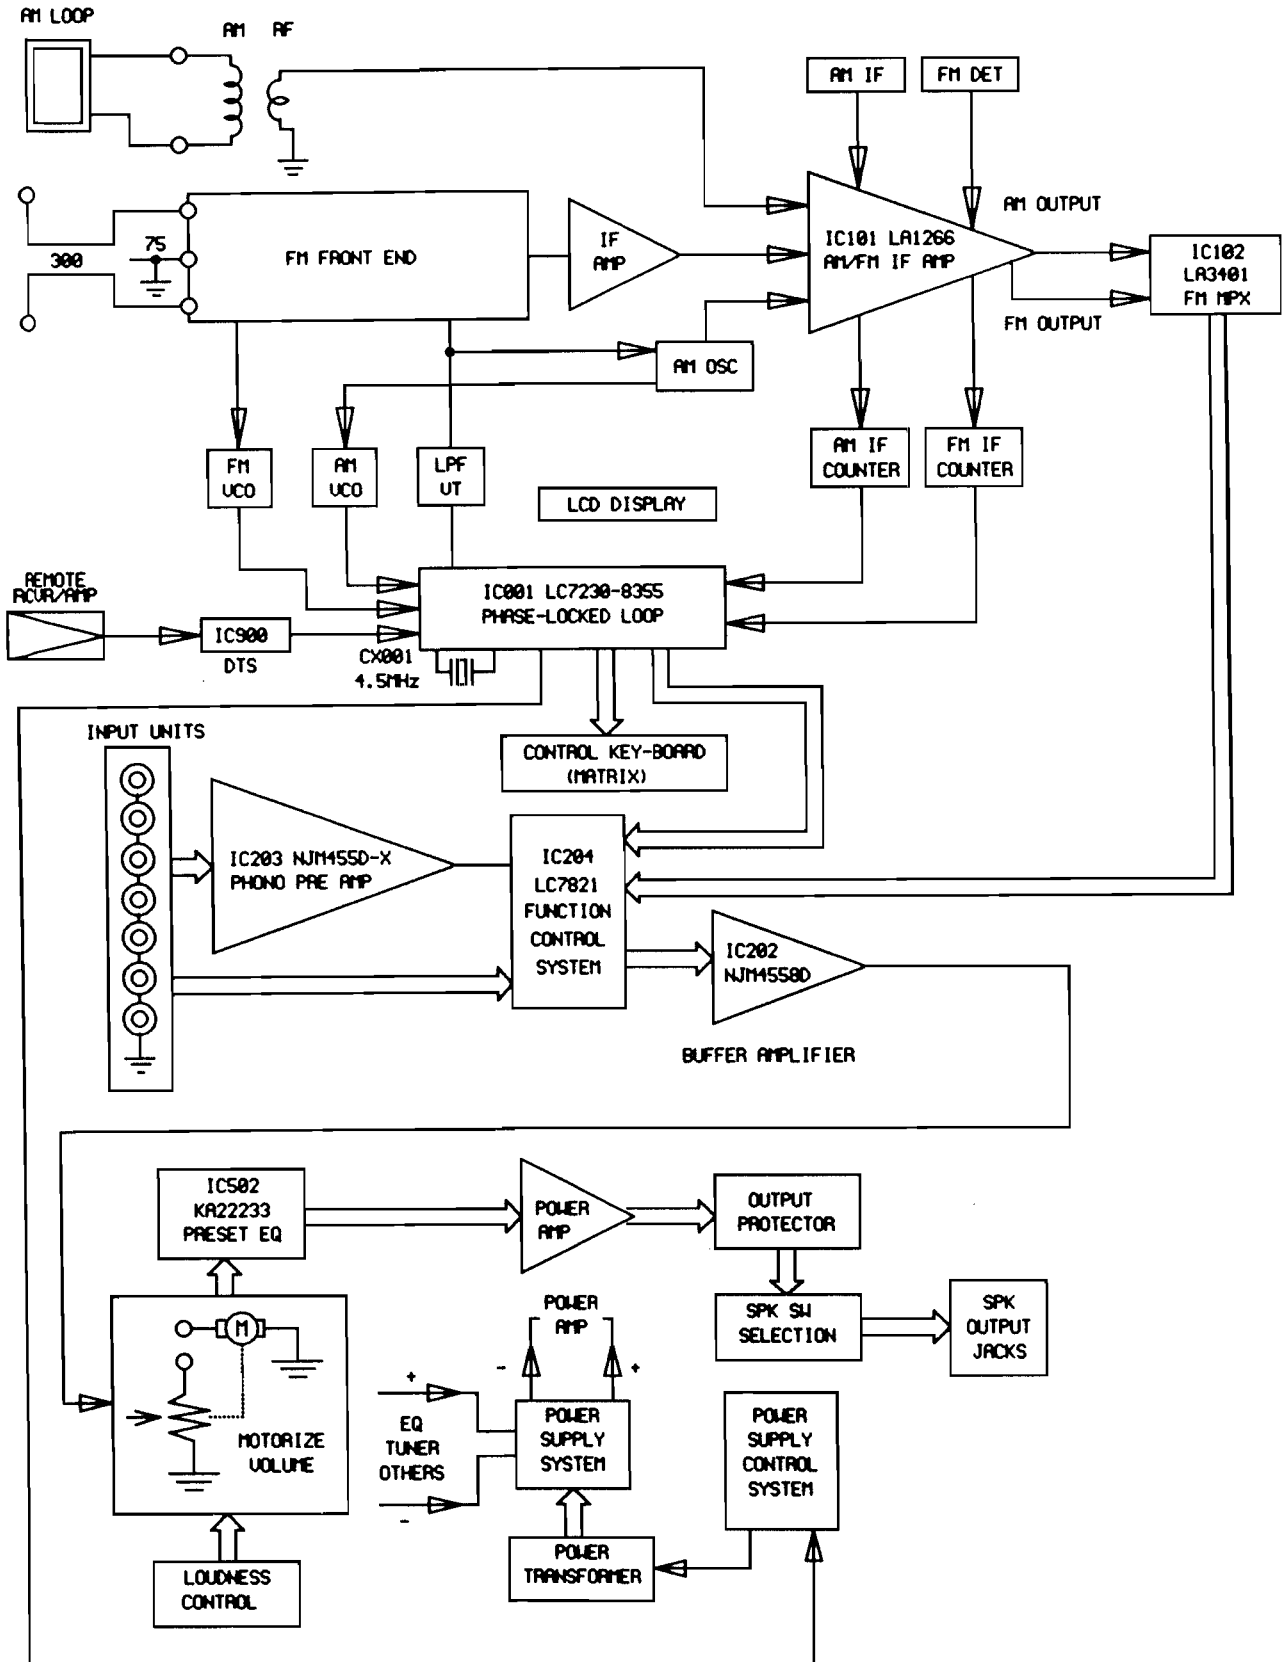 AM LOOP
AM RF
AM IF
FM DET
AM OUTPUT
75
300
FM FRONT END
IF
AMP
IC101 LA1266
AM/FM IF AMP
IC102
LA3401
FM MPX
FM OUTPUT
AM OSC
FM
VCO
AM
VCO
LPF
VT
AM IF
COUNTER
FM IF
COUNTER
LCD DISPLAY
REMOTE
RCVR/AMP
IC900
DTS
IC001 LC7230-8355
PHASE-LOCKED LOOP
CX001
4.5MHz
INPUT UNITS
CONTROL KEY-BOARD
(MATRIX)
IC203 NJM455D-X
PHONO PRE AMP
IC204
LC7821
FUNCTION
CONTROL
SYSTEM
IC202
NJM4558D
BUFFER AMPLIFIER
IC502
KA22233
PRESET EQ
POWER
AMP
OUTPUT
PROTECTOR
POWER
AMP
SPK SW
SELECTION
SPK
OUTPUT
JACKS
M
MOTORIZE
VOLUME
- +
+
EQ
TUNER
OTHERS
-
POWER
SUPPLY
SYSTEM
POWER
SUPPLY
CONTROL
SYSTEM
LOUDNESS
CONTROL
POWER
TRANSFORMER